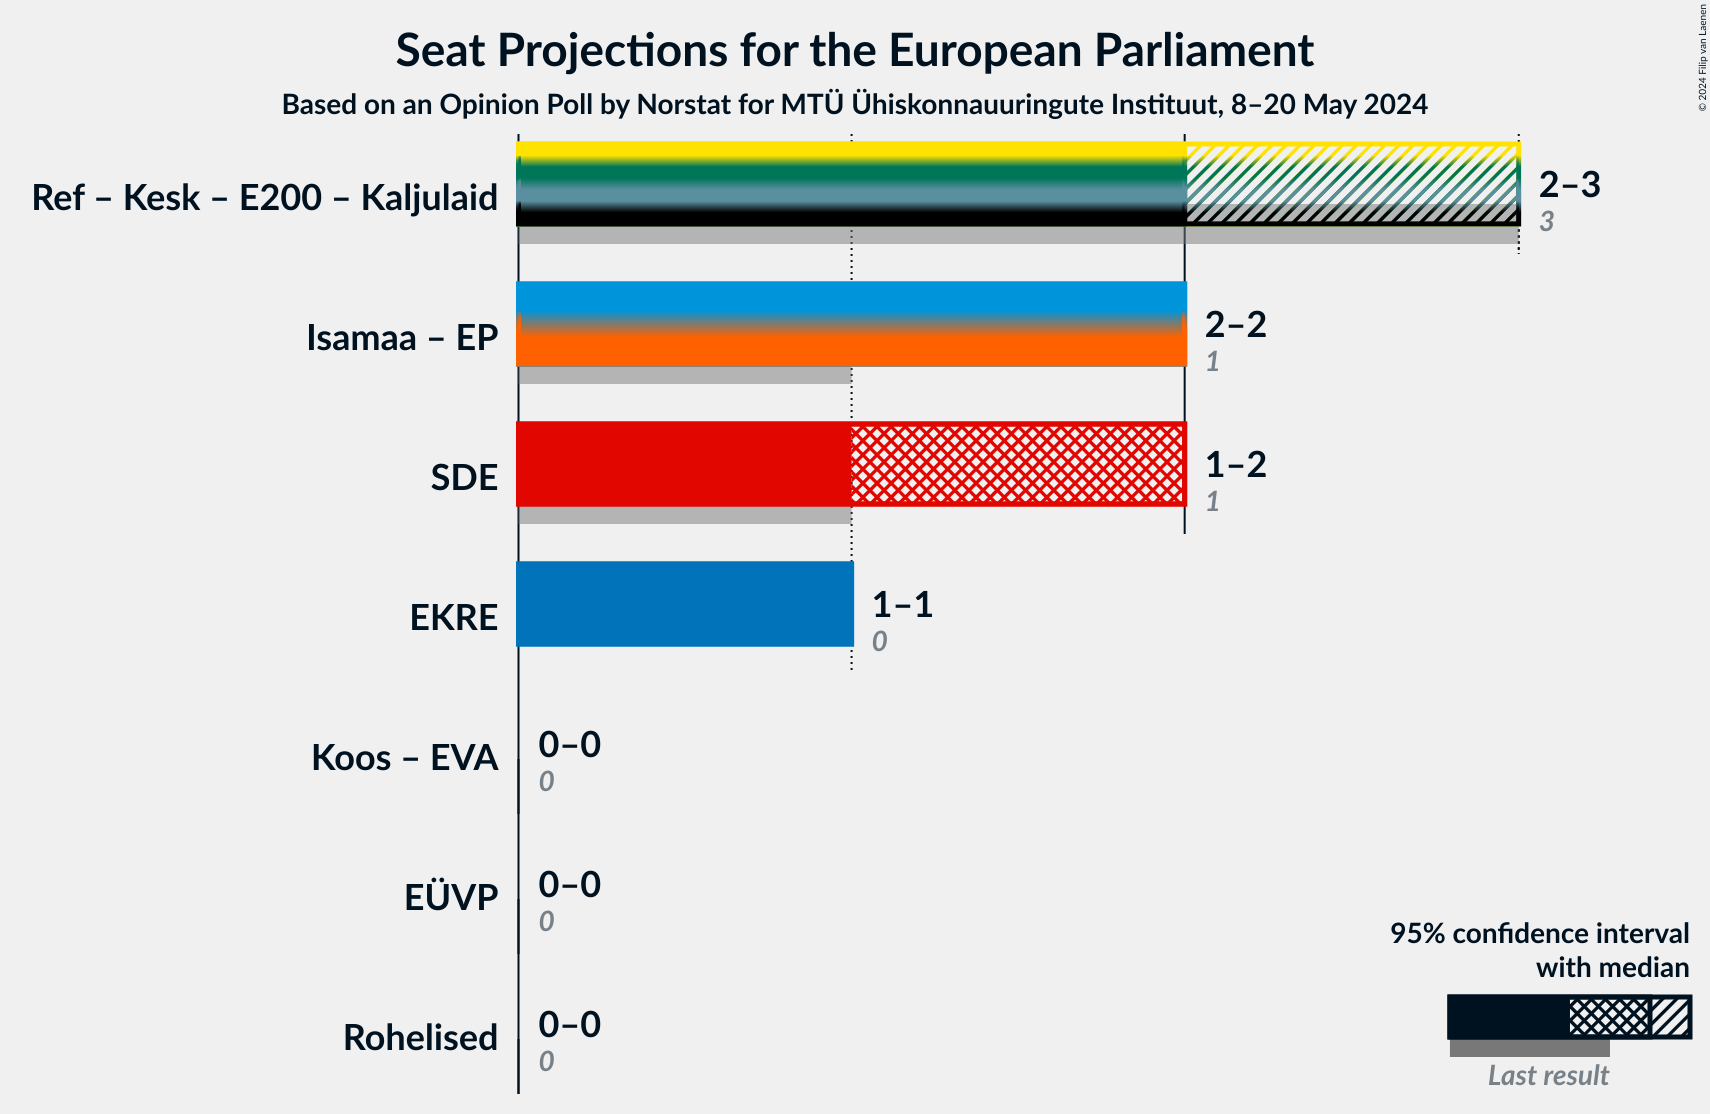 Seat Projections for the European Parliament
Based on an Opinion Poll by Norstat for MTÜ Ühiskonnauuringute Instituut, 8–20 May 2024
© 2024 Filip van Laenen
Ref – Kesk – E200 – Kaljulaid
2–3
3
Isamaa – EP
2–2
1
SDE
1–2
1
EKRE
1–1
0
Koos – EVA
0–0
0
EÜVP
0–0
0
Rohelised
0–0
0
95% confidence interval
with median
Last result